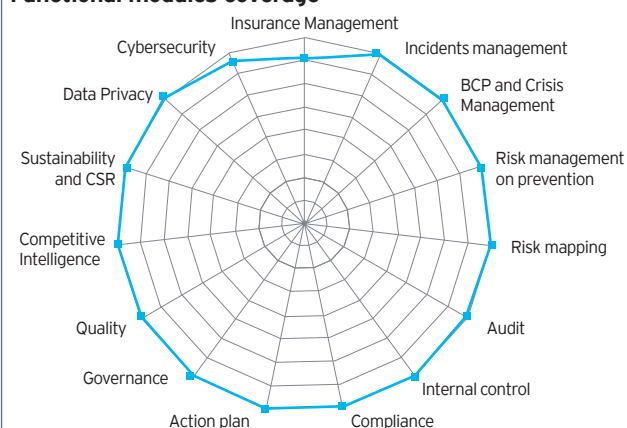 Functional modules coverage
Insurance Management
Cybersecurity
Incidents management
Data Privacy
BCP and Crisis
Management
Sustainability
and CSR
Risk management
on prevention
Competitive
Intelligence
Risk mapping
Quality
Audit
Governance
Internal control
Action plan
Compliance